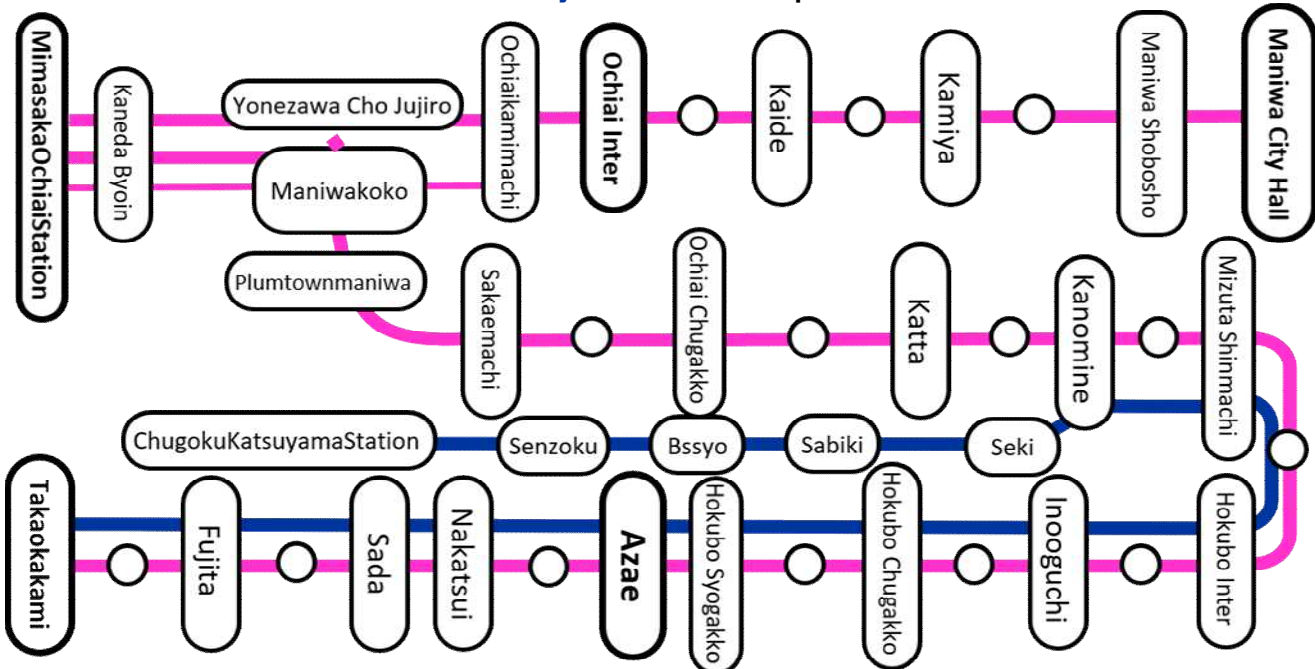 MimasakaOchiaiStation
Kaneda Byoin
Yonezawa Cho Jujiro
Maniwakoko
Plumtownmaniwa
Ochiaikamimachi
Ochiai Inter
Kaide
Kamiya
Maniwa Shobosho
Maniwa City Hall
Sakaemachi
Ochiai Chugakko
Katta
Kanomine
Mizuta Shinmachi
ChugokuKatsuyamaStation
Senzoku
Bssyo
Sabiki
Seki
Takaokakami
Fujita
Sada
Nakatsui
Azae
Hokubo Syogakko
Hokubo Chugakko
Inooguchi
Hokubo Inter